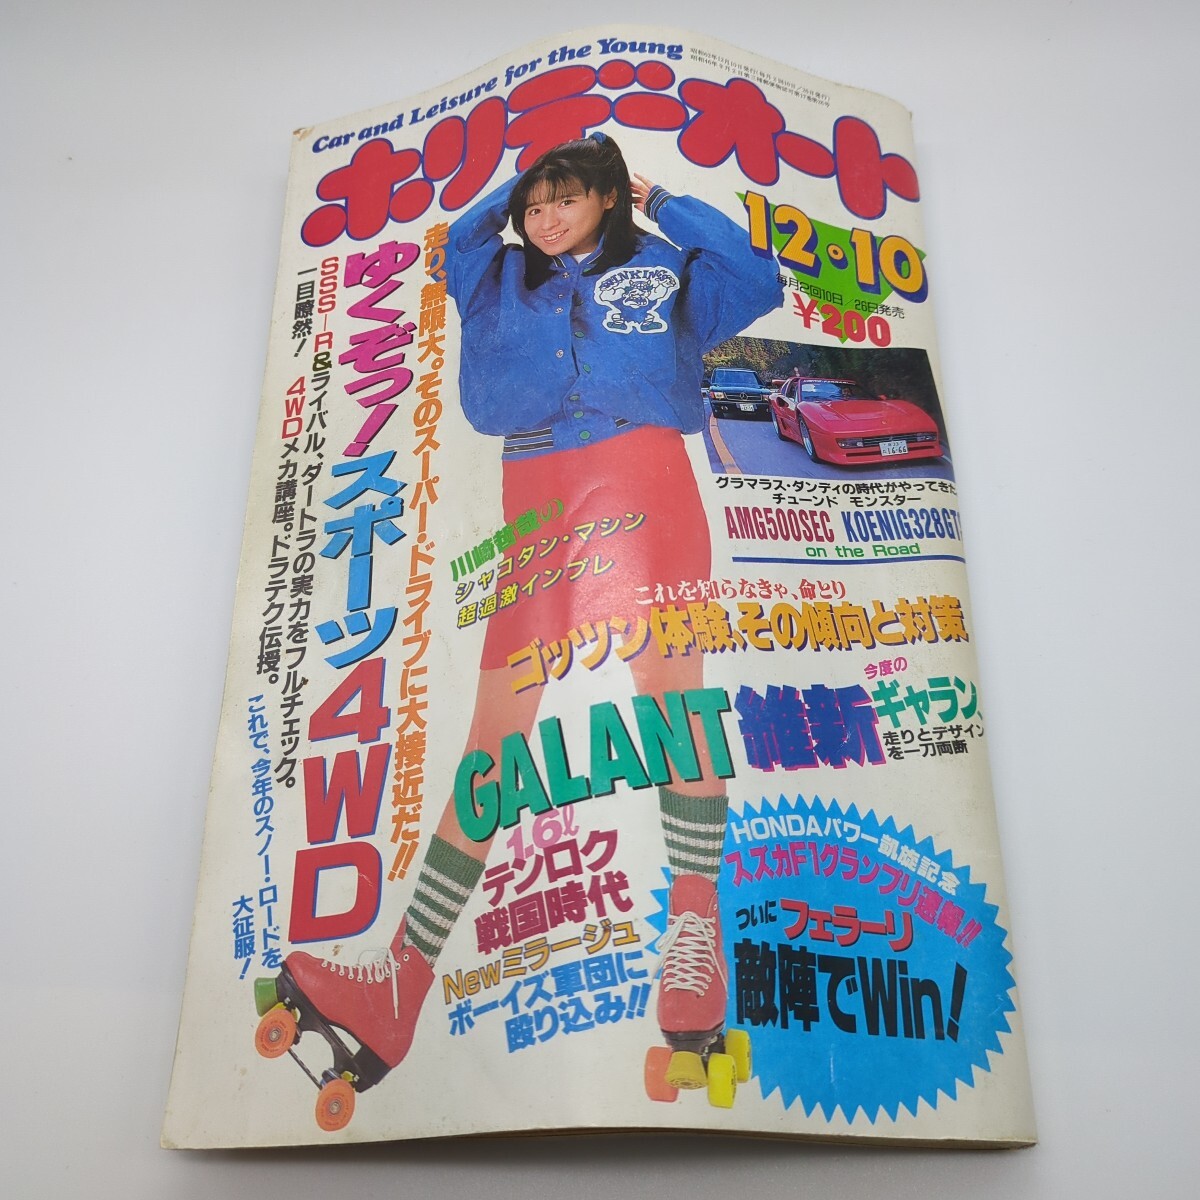 Car and Leisure for the Young
ホリデーオート
12・10
毎月2回10日/26日発売
¥200
走り、無限大。そのスーパー・ドライブに大接近だ!!
ゆくぞっ!スポーツ4WD
SSS-R&ライバル、ダートラの実力をフルチェック。
一目瞭然! 4WDメカ講座。ドラテク伝授。
これで、今年のスノー・ロードを
大征服!
グラマラス・ダンディの時代がやってきた
チューンド モンスター
AMG500SEC KOENIG328GT
on the Road
シャコタン・マシン
超過激インプレ
これを知らなきゃ、命とり
ゴッツン体験、その傾向と対策
GALANT維新
今度の
ギャラン、
走りとデザイン
を一刀両断
1.6ℓ
テンロク
戦国時代
Newミラージュ
ボーイズ軍団に
殴り込み!!
HONDAパワー凱旋記念
スズカF1グランプリ速報!!
ついにフェラーリ
敵陣でWin!